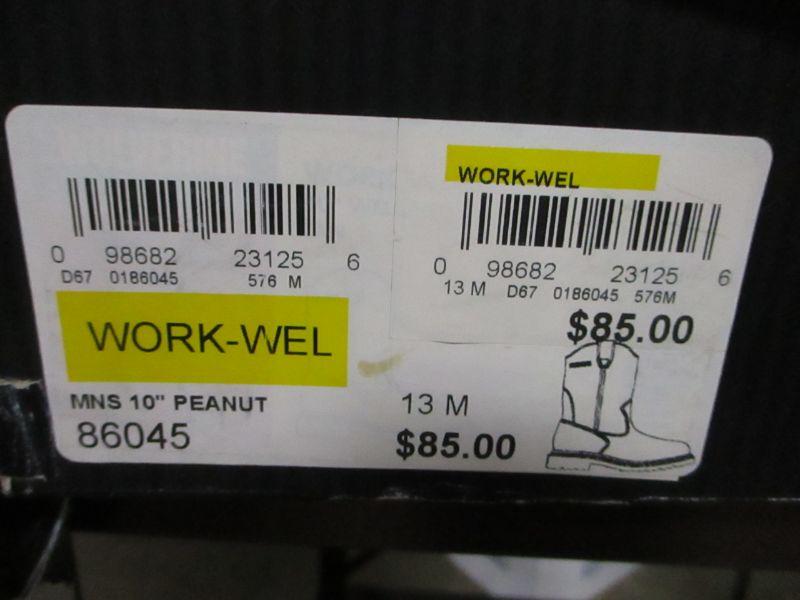 0 98682 23125 6
D67 0186045 576 M
WORK-WEL
MNS 10" PEANUT
86045
13 M
$85.00
WORK-WEL
0 98682 23125 6
13 M D67 0186045 576M
$85.00